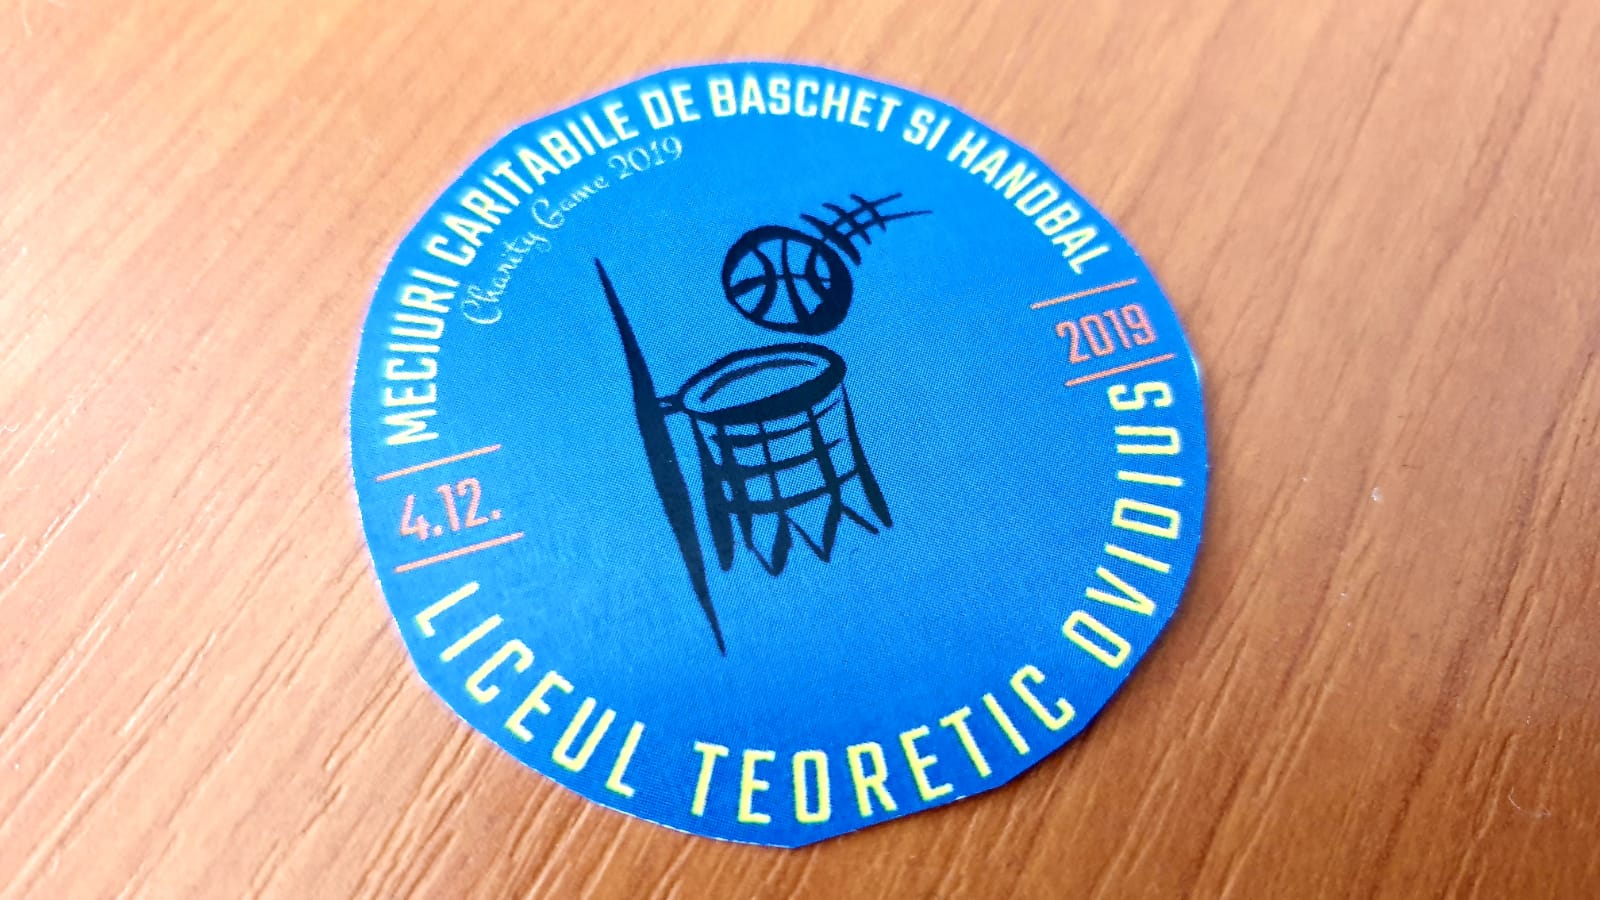 MECIURI CARITABILE DE BASCHET SI HANDBAL
Charity Game 2019
4.12.
2019
LICEUL TEORETIC OVIDIUS